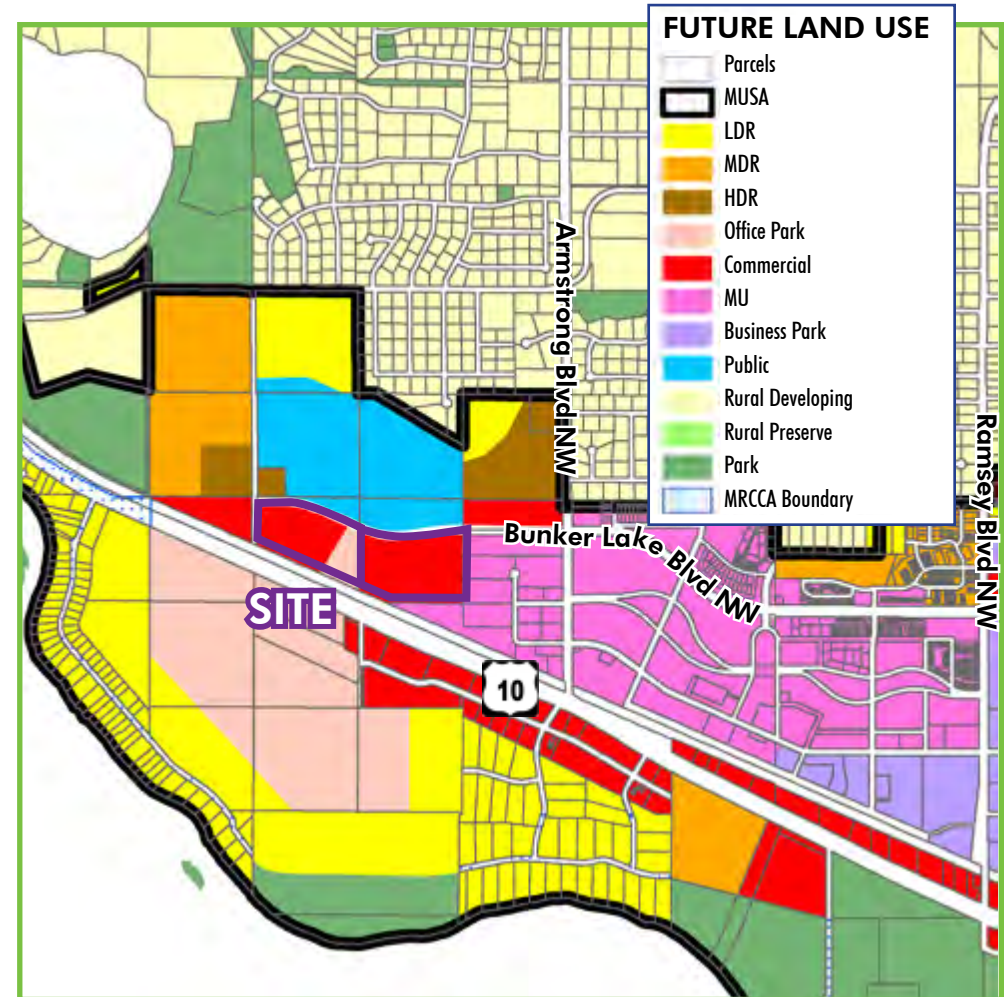 FUTURE LAND USE
Parcels
MUSA
LDR
MDR
HDR
Office Park
Commercial
MU
Business Park
Public
Rural Developing
Rural Preserve
Park
MRCCA Boundary
Armstrong Blvd NW
Ramsey Blvd NW
Bunker Lake Blvd NW
SITE
10